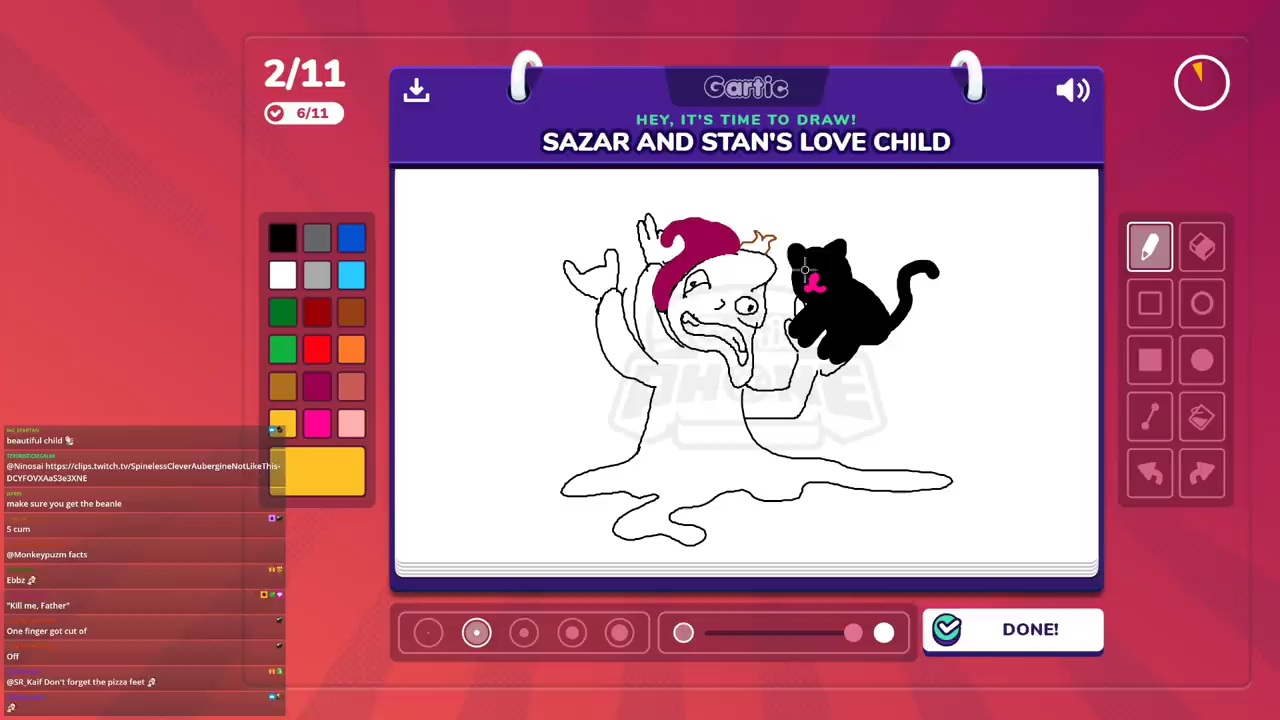 2/11
6/11
Gartic
HEY, IT'S TIME TO DRAW!
SAZAR AND STAN'S LOVE CHILD
beautiful child
@Ninosai https://clips.twitch.tv/SpinelessCleverAubergineNotLikeThis-
DCYFOVXAaS3e3XNE
make sure you get the beanle
5 cum
@Monkeypuzm facts
Ebbz
"Kill me, Father"
One finger got cut of
Off
@SR_Kaif Don't forget the pizza feet
DONE!